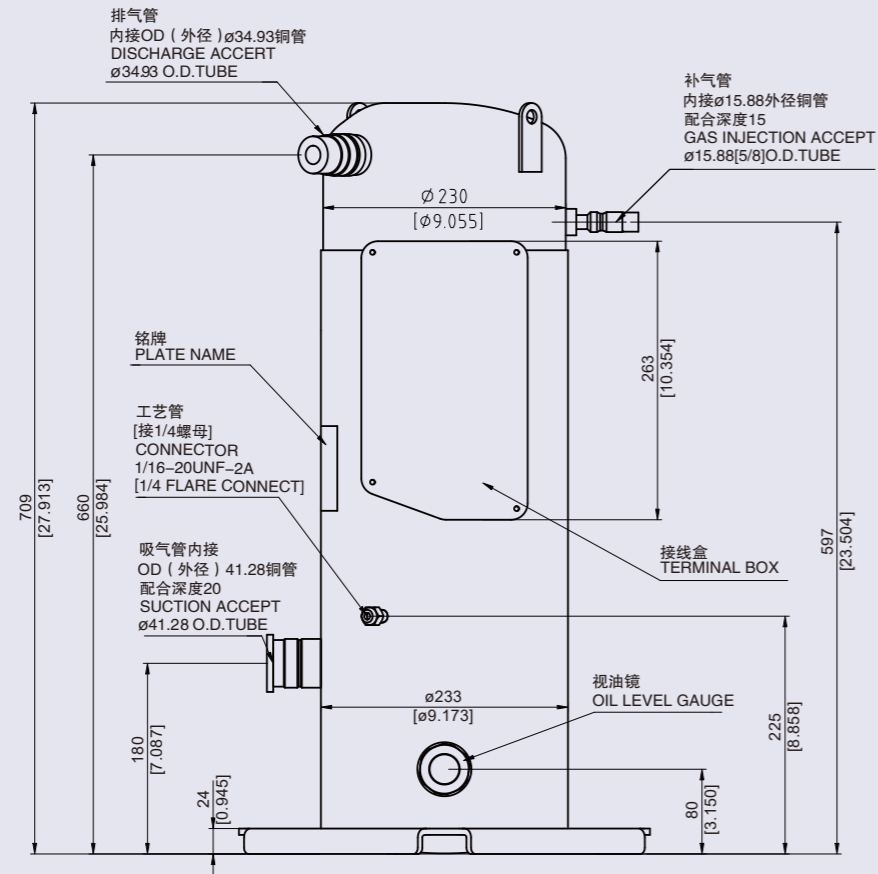 排气管
内接OD（外径）ø34.93铜管
DISCHARGE ACCERT
ø34.93 O.D.TUBE
补气管
内接ø15.88外径铜管
配合深度15
GAS INJECTION ACCEPT
ø15.88[5/8]O.D.TUBE
Ø 230
[Ø9.055]
263
[10.354]
铭牌
PLATE NAME
工艺管
[接1/4螺母]
CONNECTOR
1/16-20UNF-2A
[1/4 FLARE CONNECT]
709
[27.913]
660
[25.984]
597
[23.504]
吸气管内接
OD（外径）41.28铜管
配合深度20
SUCTION ACCEPT
ø41.28 O.D.TUBE
接线盒
TERMINAL BOX
视油镜
OIL LEVEL GAUGE
ø233
[ø9.173]
225
[8.858]
180
[7.087]
24
[0.945]
80
[3.150]